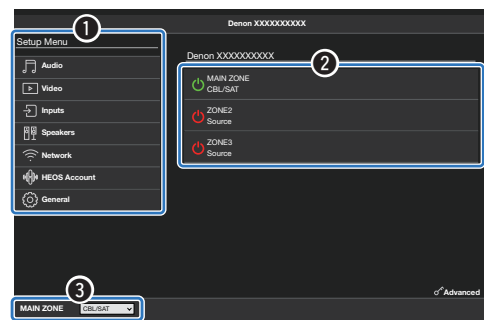 Denon XXXXXXXXXX
1
Setup Menu
Audio
Video
Inputs
Speakers
Network
HEOS Account
General
Denon XXXXXXXXXX
2
MAIN ZONE
CBL/SAT
ZONE2
Source
ZONE3
Source
Advanced
3
MAIN ZONE CBL/SAT